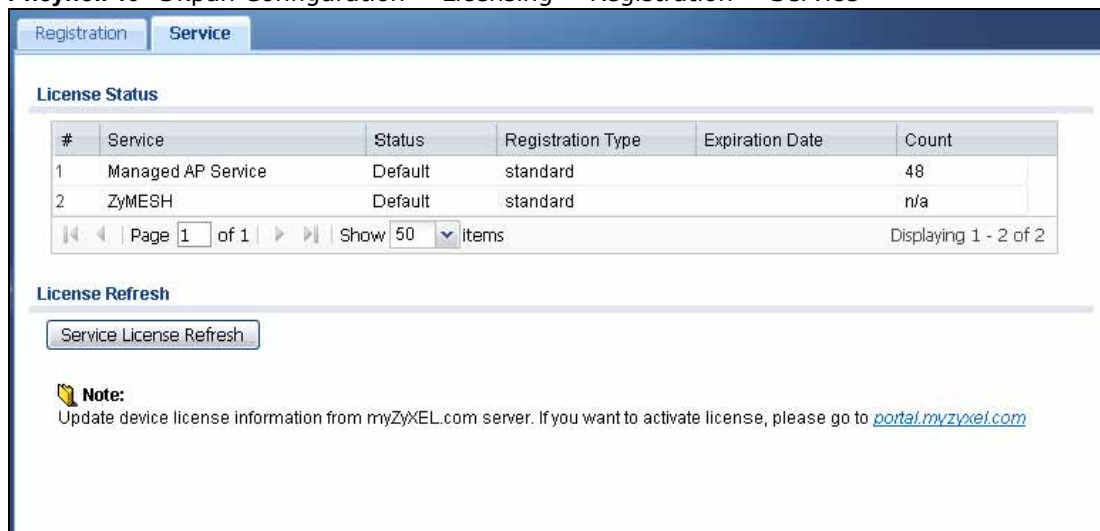 Registration Service
License Status
# Service Status Registration Type Expiration Date Count
1 Managed AP Service Default standard 48
2 ZyMESH Default standard n/a
Page 1 of 1 Show 50 items Displaying 1 - 2 of 2
License Refresh
Service License Refresh
Note:
Update device license information from myZyXEL.com server. If you want to activate license, please go to portal.myzyxel.com